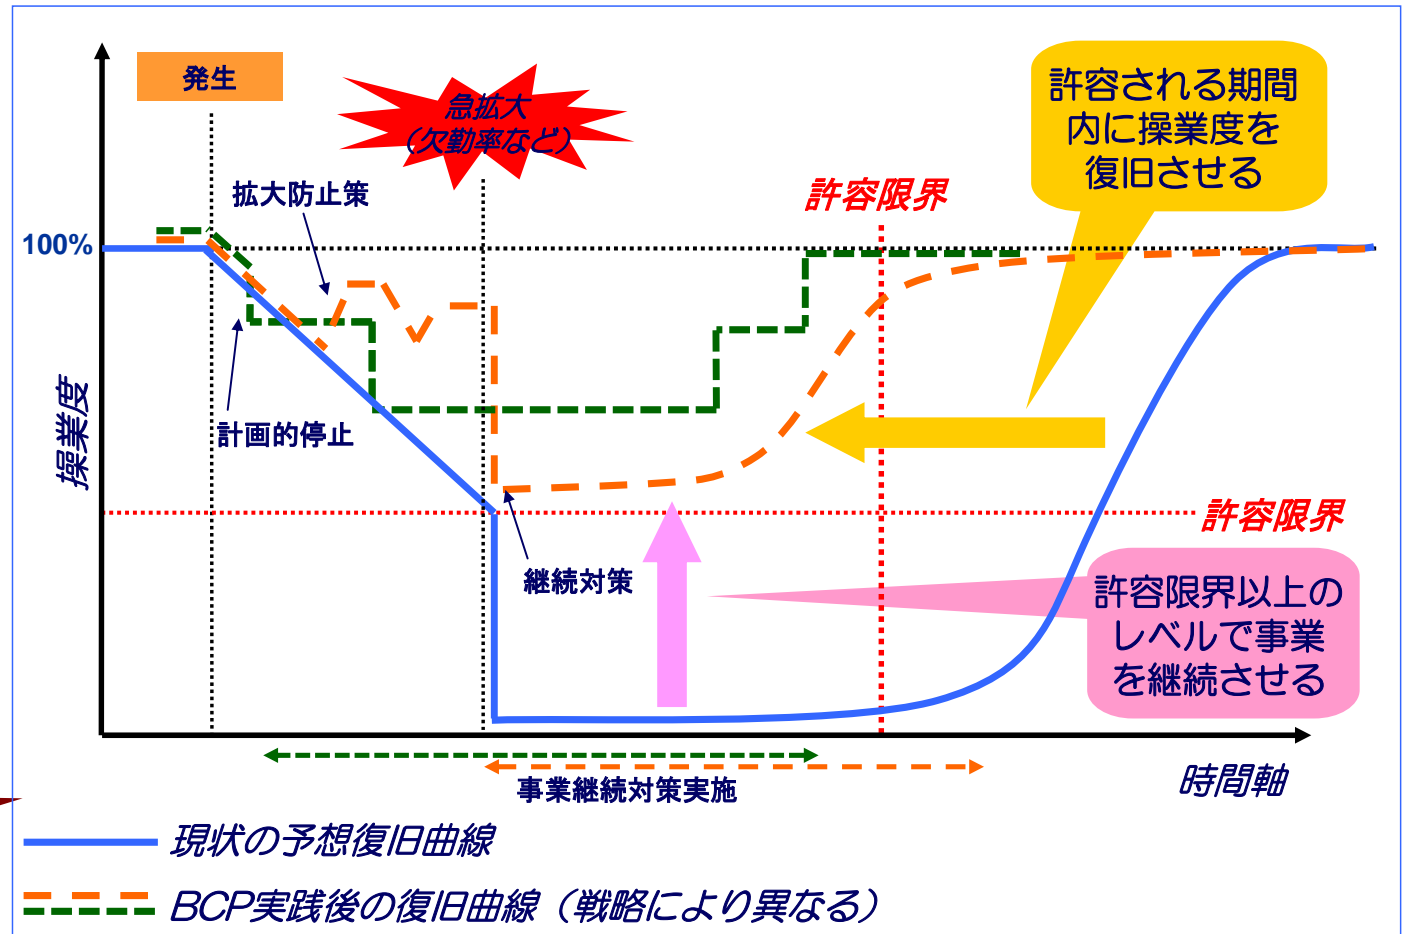 発生
急拡大
（欠勤率など）
拡大防止策
許容限界
許容される期間
内に操業度を
復旧させる
100%
操業度
計画的停止
許容限界
継続対策
許容限界以上の
レベルで事業
を継続させる
事業継続対策実施
時間軸
現状の予想復旧曲線
BCP実践後の復旧曲線（戦略により異なる）